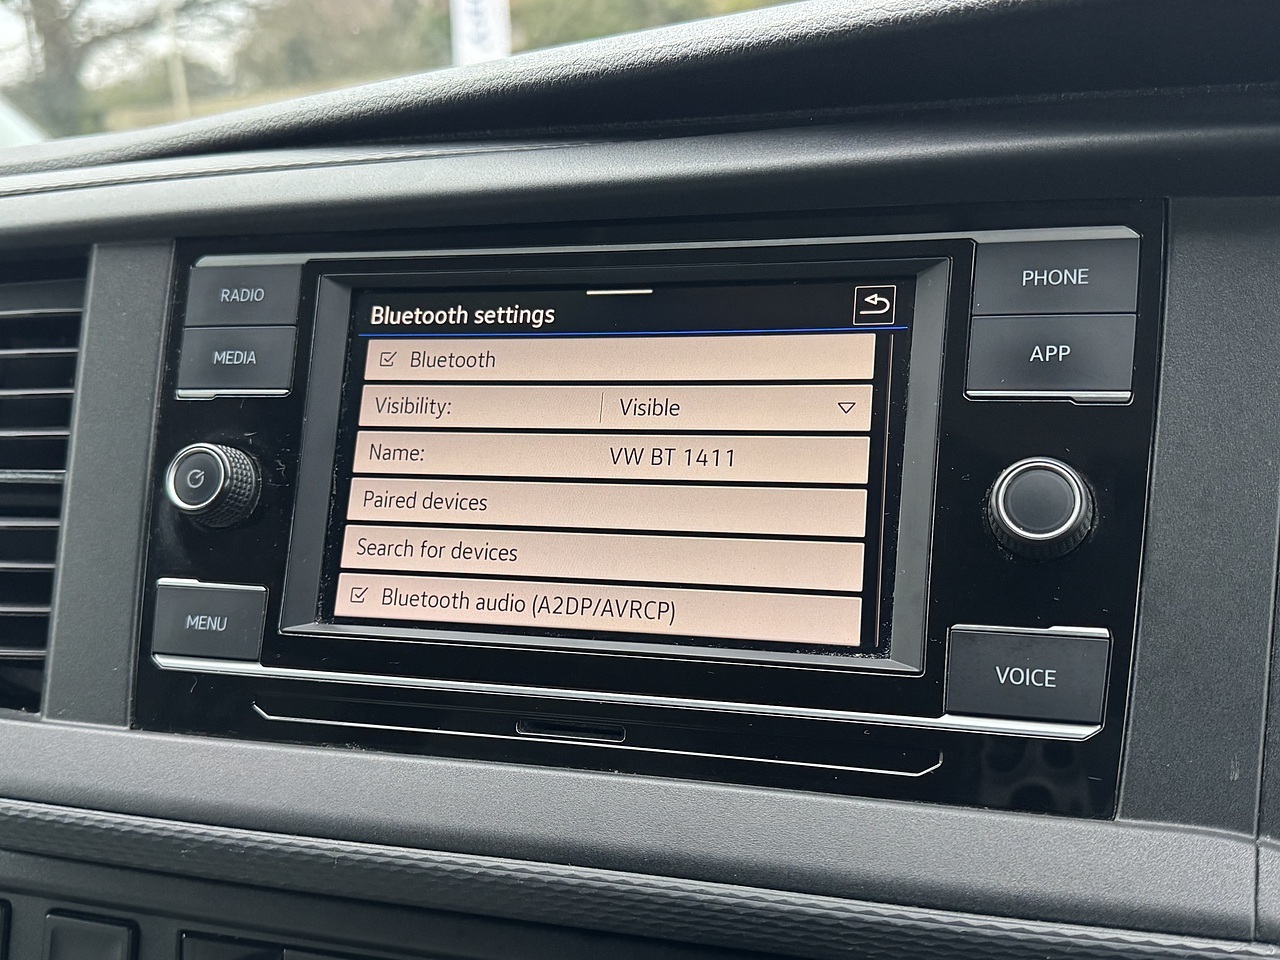 RADIO
MEDIA
MENU
Bluetooth settings
Bluetooth
Visibility: Visible
Name: VW BT 1411
Paired devices
Search for devices
Bluetooth audio (A2DP/AVRCP)
PHONE
APP
VOICE